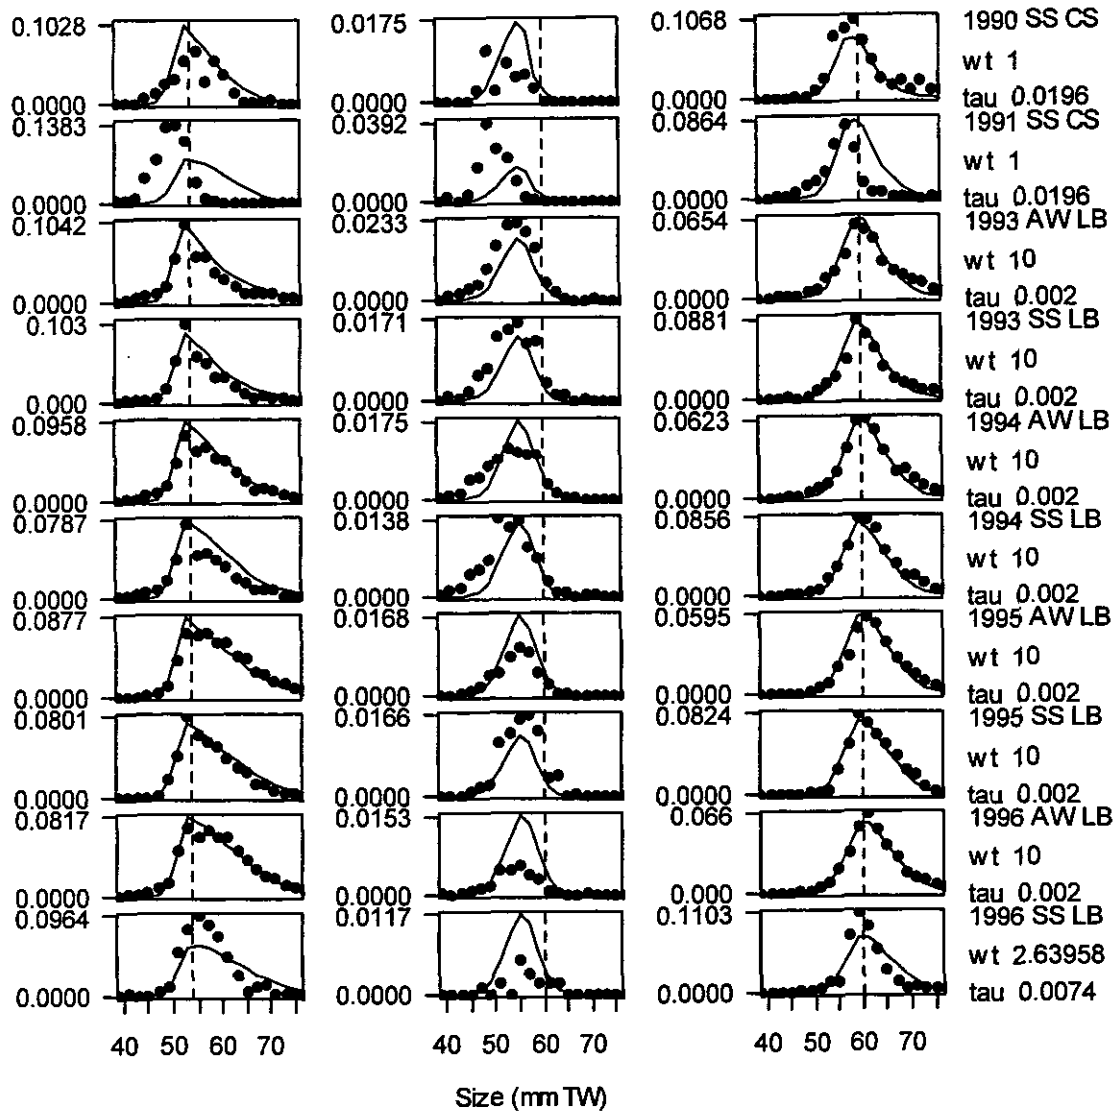 0.1028 0.0175 0.1068 1990 SS CS
wt 1
0.0000 0.0000 0.0000 tau 0.0196
0.1383 0.0392 0.0864 1991 SS CS
wt 1
0.0000 0.0000 0.0000 tau 0.0196
0.1042 0.0233 0.0654 1993 AW LB
wt 10
0.0000 0.0000 0.0000 tau 0.002
0.103 0.0171 0.0881 1993 SS LB
wt 10
0.000 0.0000 0.0000 tau 0.002
0.0958 0.0175 0.0623 1994 AW LB
wt 10
0.0000 0.0000 0.0000 tau 0.002
0.0787 0.0138 0.0856 1994 SS LB
wt 10
0.0000 0.0000 0.0000 tau 0.002
0.0877 0.0168 0.0595 1995 AW LB
wt 10
0.0000 0.0000 0.0000 tau 0.002
0.0801 0.0166 0.0824 1995 SS LB
wt 10
0.0000 0.0000 0.0000 tau 0.002
0.0817 0.0153 0.066 1996 AW LB
wt 10
0.0000 0.0000 0.000 tau 0.002
0.0964 0.0117 0.1103 1996 SS LB
wt 2.63958
0.0000 0.0000 0.0000 tau 0.0074
40 50 60 70 40 50 60 70 40 50 60 70
Size (mm TW)